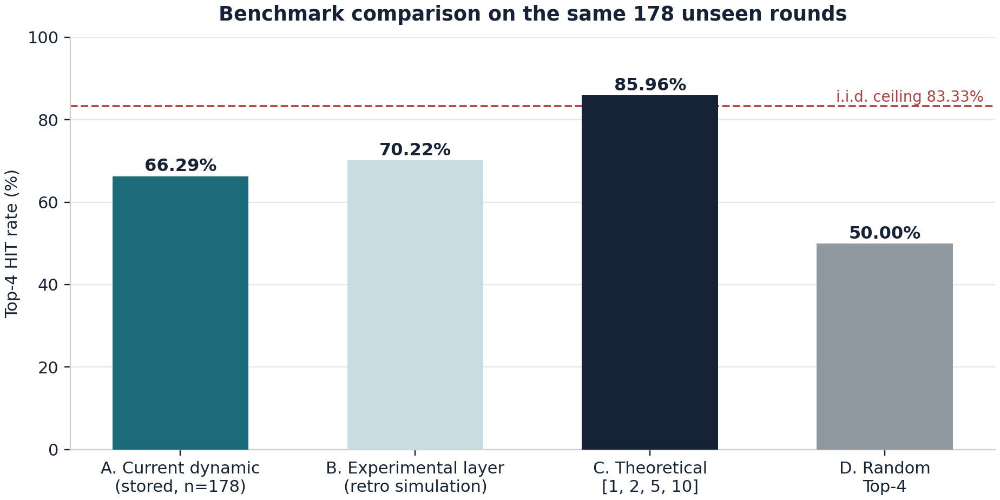 Benchmark comparison on the same 178 unseen rounds
Top-4 HIT rate (%)
100
80
60
40
20
0
66.29%
70.22%
85.96%
50.00%
i.i.d. ceiling 83.33%
A. Current dynamic
(stored, n=178)
B. Experimental layer
(retro simulation)
C. Theoretical
[1, 2, 5, 10]
D. Random
Top-4